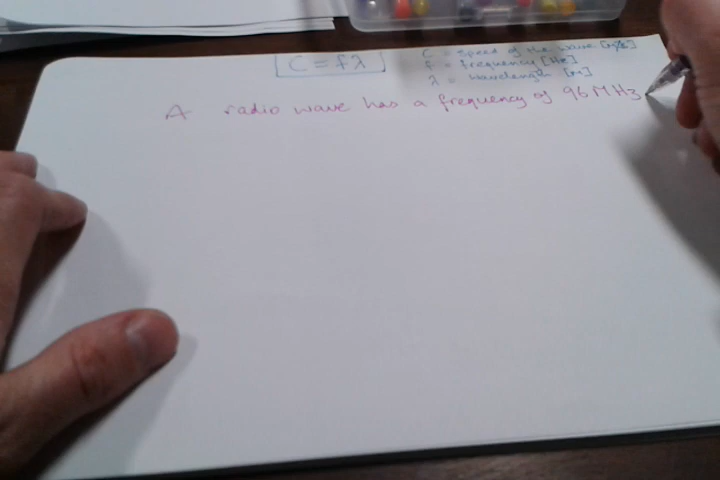 C = fλ
C = speed of the wave [m/s]
f = frequency [Hz]
λ = wavelength [m]
A radio wave has a frequency of 96 MHz